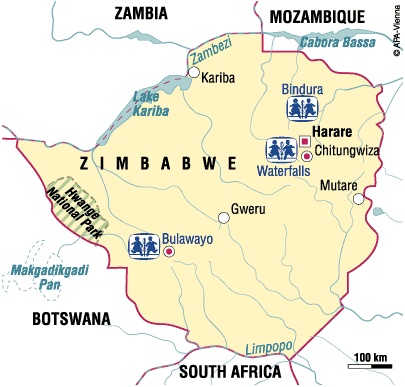 ZAMBIA
MOZAMBIQUE
© APA-Vienna
Zambezi
Cabora Bassa
Kariba
Lake
Kariba
Bindura
Harare
Chitungwiza
Waterfalls
ZIMBABWE
Mutare
Hwange
National Park
Gweru
Bulawayo
Makgadikgadi
Pan
BOTSWANA
Limpopo
100 km
SOUTH AFRICA